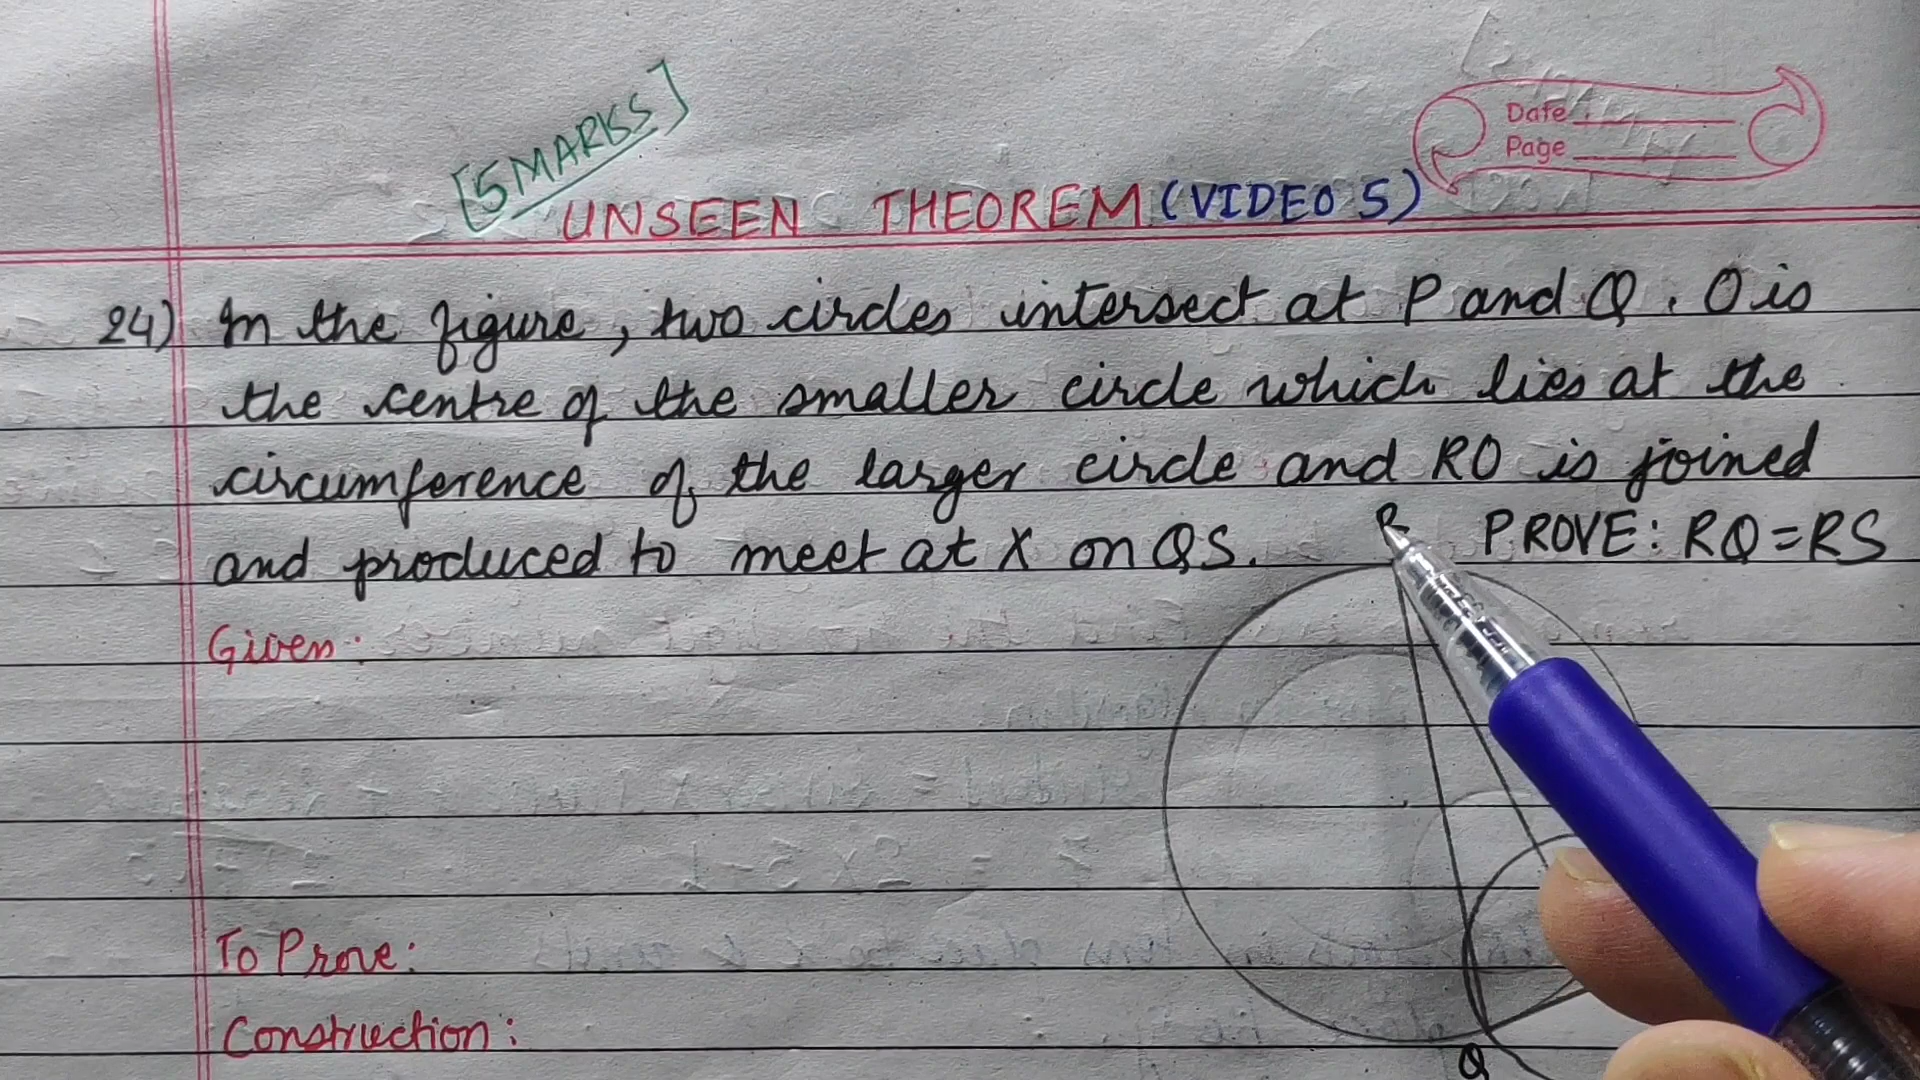 [5 MARKS]
Date
Page
UNSEEN THEOREM (VIDEO 5)
24) In the figure, two circles intersect at P and Q. O is
the centre of the smaller circle which lies at the
circumference of the larger circle and RO is joined
and produced to meet at X on QS.
R
PROVE: RQ=RS
Given:
To Prove:
Construction:
Q